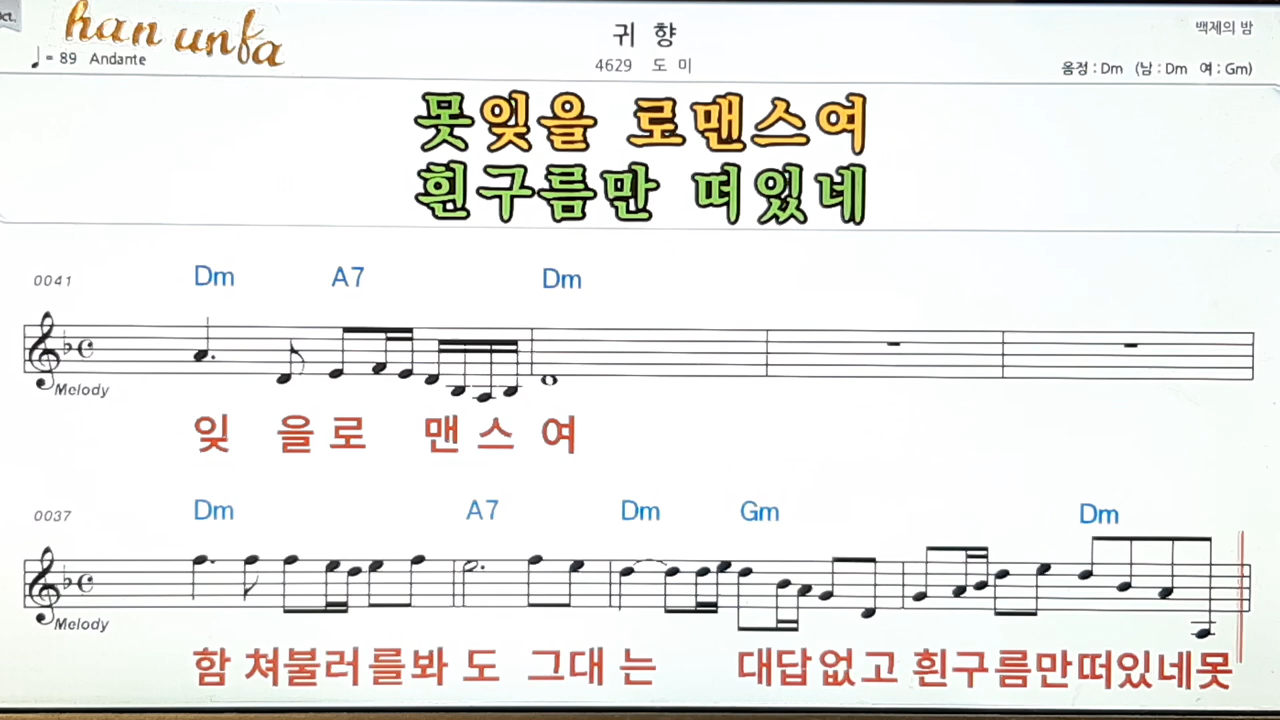 ct.
han unfa
귀 향
백제의 밤
♩= 89 Andante
4629 도 미
음정 : Dm (남 : Dm 여 : Gm)
못잊을 로맨스여
흰구름만 떠있네
0041 Dm A7 Dm
Melody
잊 을 로 맨 스 여
0037 Dm A7 Dm Gm Dm
Melody
함 쳐불러를봐 도 그대 는 대답없고 흰구름만떠있네못